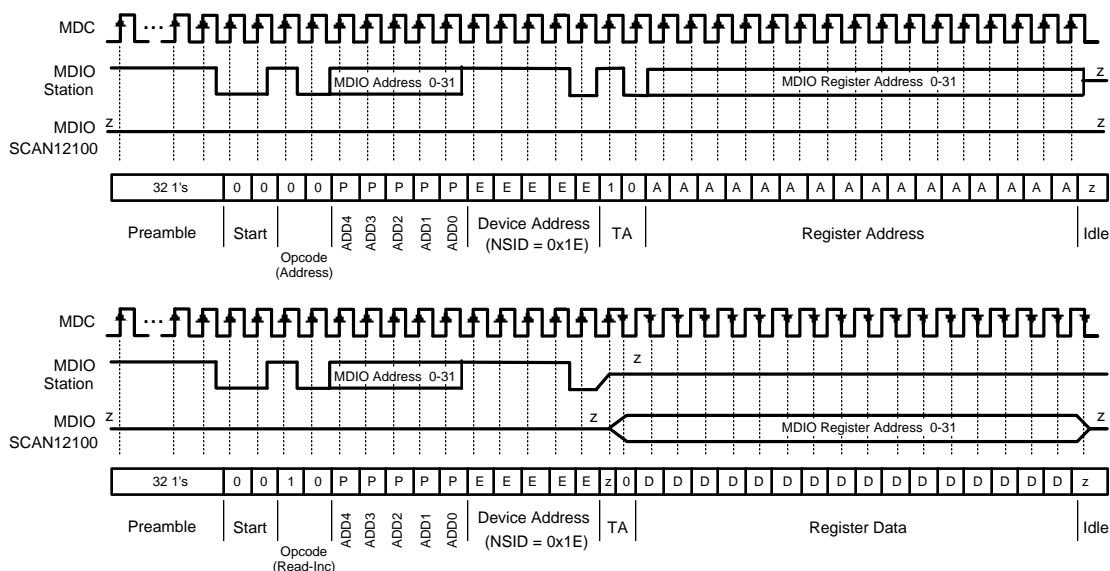 MDC
MDIO
Station
MDIO Address 0-31
MDIO Register Address 0-31
z
MDIO
SCAN12100
z
z
32 1's 0 0 0 0 P P P P P E E E E E 1 0 A A A A A A A A A A A A A A A A z
Preamble
Start
Opcode
(Address)
ADD4
ADD3
ADD2
ADD1
ADD0
Device Address
(NSID = 0x1E)
TA
Register Address
Idle
MDC
MDIO
Station
MDIO Address 0-31
z
MDIO
SCAN12100
z
z
MDIO Register Address 0-31
z
32 1's 0 0 1 0 P P P P P E E E E E z 0 D D D D D D D D D D D D D D D D z
Preamble
Start
Opcode
(Read-Inc)
ADD4
ADD3
ADD2
ADD1
ADD0
Device Address
(NSID = 0x1E)
TA
Register Data
Idle